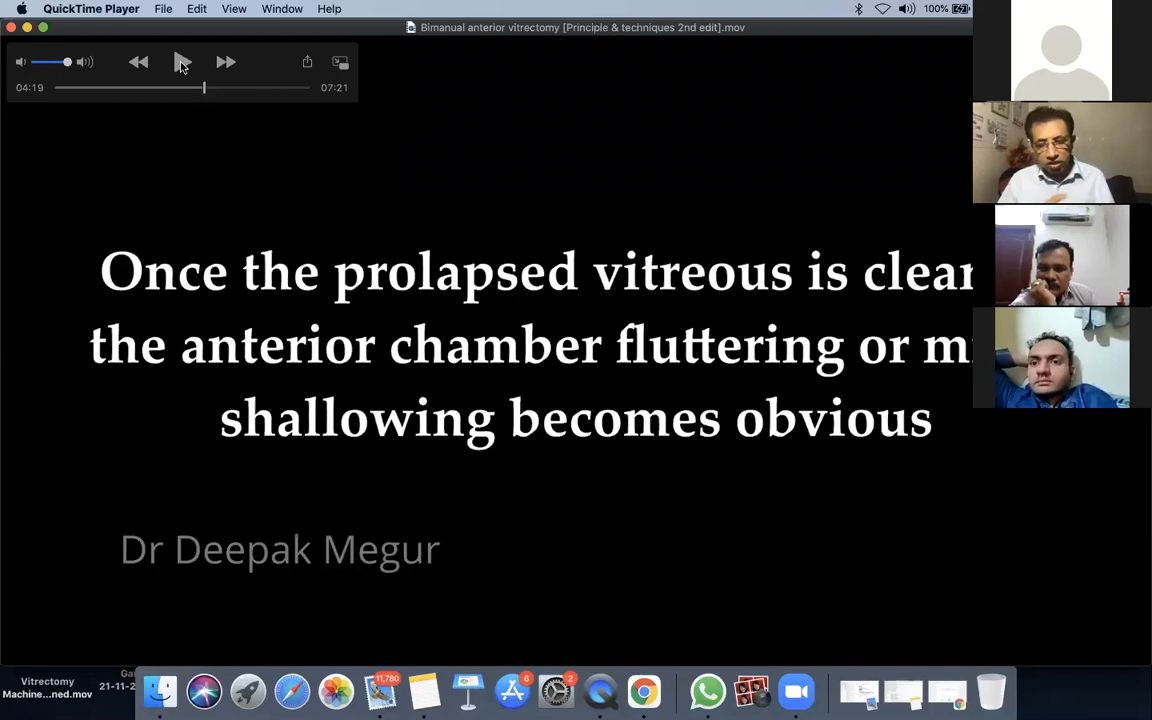 QuickTime Player File Edit View Window Help 100%
Bimanual anterior vitrectomy [Principle & techniques 2nd edit].mov
04:19 07:21
Once the prolapsed vitreous is clear
the anterior chamber fluttering or m
shallowing becomes obvious
Dr Deepak Megur
Vitrectomy
Machine...ned.mov
Ga
21-11-2
11,780
6
2